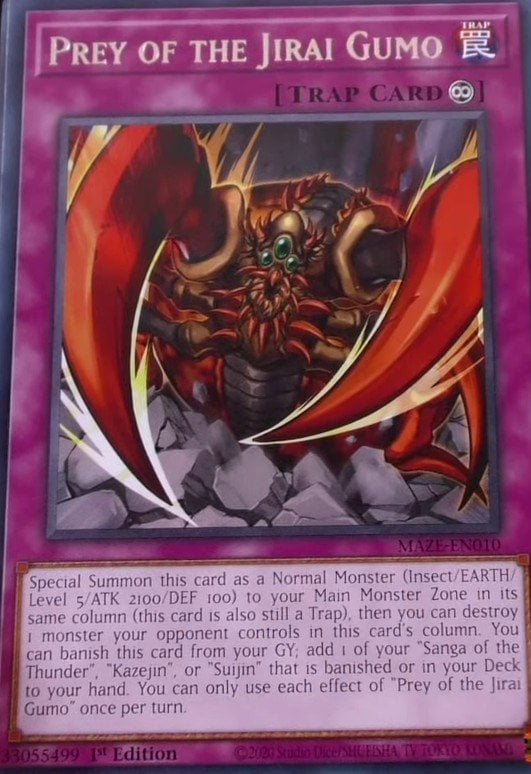 PREY OF THE JIRAI GUMO
TRAP
罠
[TRAP CARD ♾]
MAZE-EN010
Special Summon this card as a Normal Monster (Insect/EARTH/
Level 5/ATK 2100/DEF 100) to your Main Monster Zone in its
same column (this card is also still a Trap), then you can destroy
1 monster your opponent controls in this card's column. You
can banish this card from your GY; add 1 of your "Sanga of the
Thunder", "Kazejin", or "Suijin" that is banished or in your Deck
to your hand. You can only use each effect of "Prey of the Jirai
Gumo" once per turn.
33055499 1st Edition
©2020 Studio Dice/SHUEISHA, TV TOKYO, KONAMI